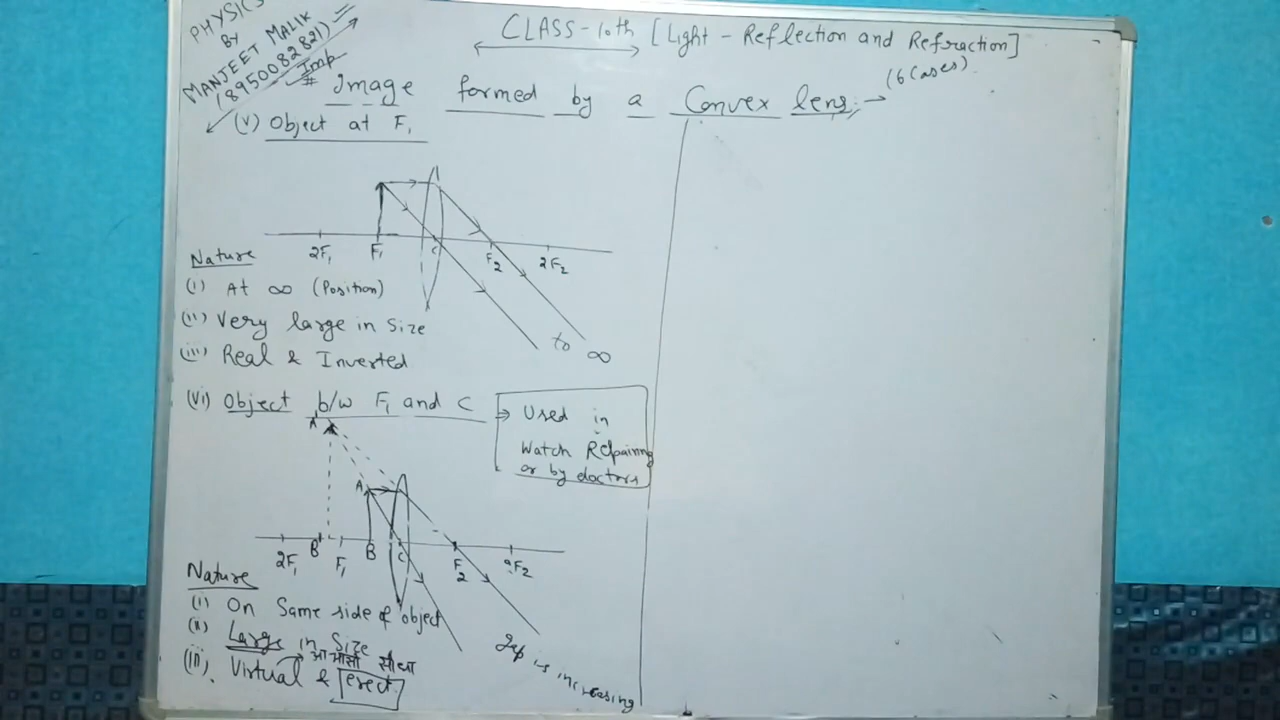 PHYSICS
BY
MANJEET MALIK
(8950082821)
CLASS-10th [Light - Reflection and Refraction]
Imp
# Image formed by a Convex lens :→ (6 Cases)
(V) Object at F₁
2F₁ F₁ C F₂ 2F₂
to ∞
Nature
(i) At ∞ (Position)
(ii) Very large in Size
(iii) Real & Inverted
(Vi) Object b/w F₁ and C
→ Used in
Watch Repairing
or by doctors
A'
A
2F₁ B' F₁ B C F₂ 2F₂
Nature
(i) On Same side of object
(ii) Large in Size
(iii) Virtual → आभासी & erect सीधा
Gap is increasing